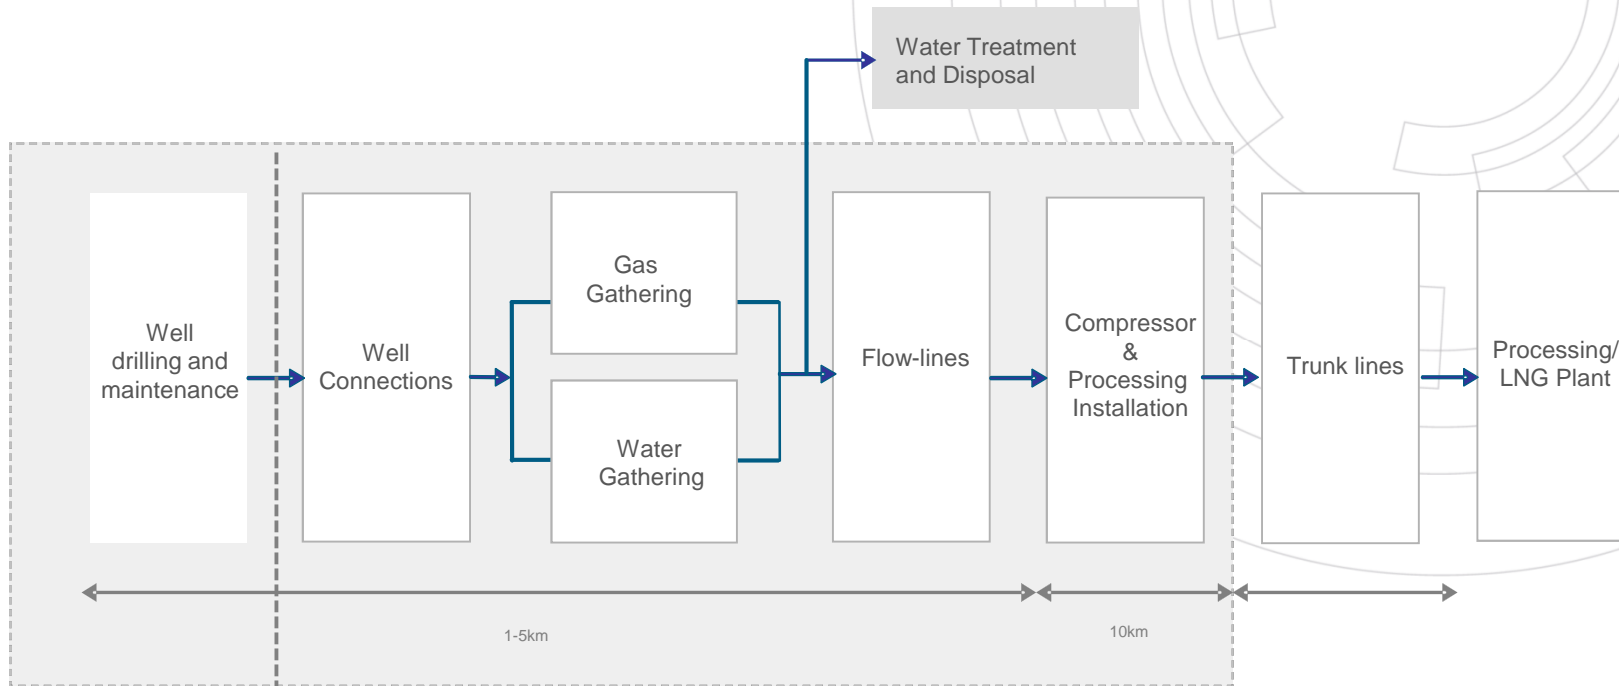 Water Treatment
and Disposal
Well
drilling and
maintenance
Well
Connections
Gas
Gathering
Water
Gathering
Flow-lines
Compressor
&
Processing
Installation
Trunk lines
Processing/
LNG Plant
1-5km
10km